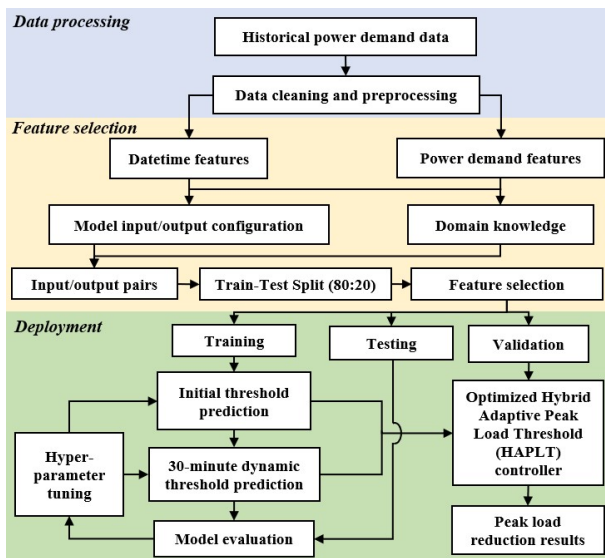 Data processing
Historical power demand data
Data cleaning and preprocessing
Feature selection
Datetime features
Power demand features
Model input/output configuration
Domain knowledge
Input/output pairs
Train-Test Split (80:20)
Feature selection
Deployment
Training
Testing
Validation
Initial threshold
prediction
Optimized Hybrid
Adaptive Peak
Load Threshold
(HAPLT)
controller
Hyper-
parameter
tuning
30-minute dynamic
threshold prediction
Model evaluation
Peak load
reduction results